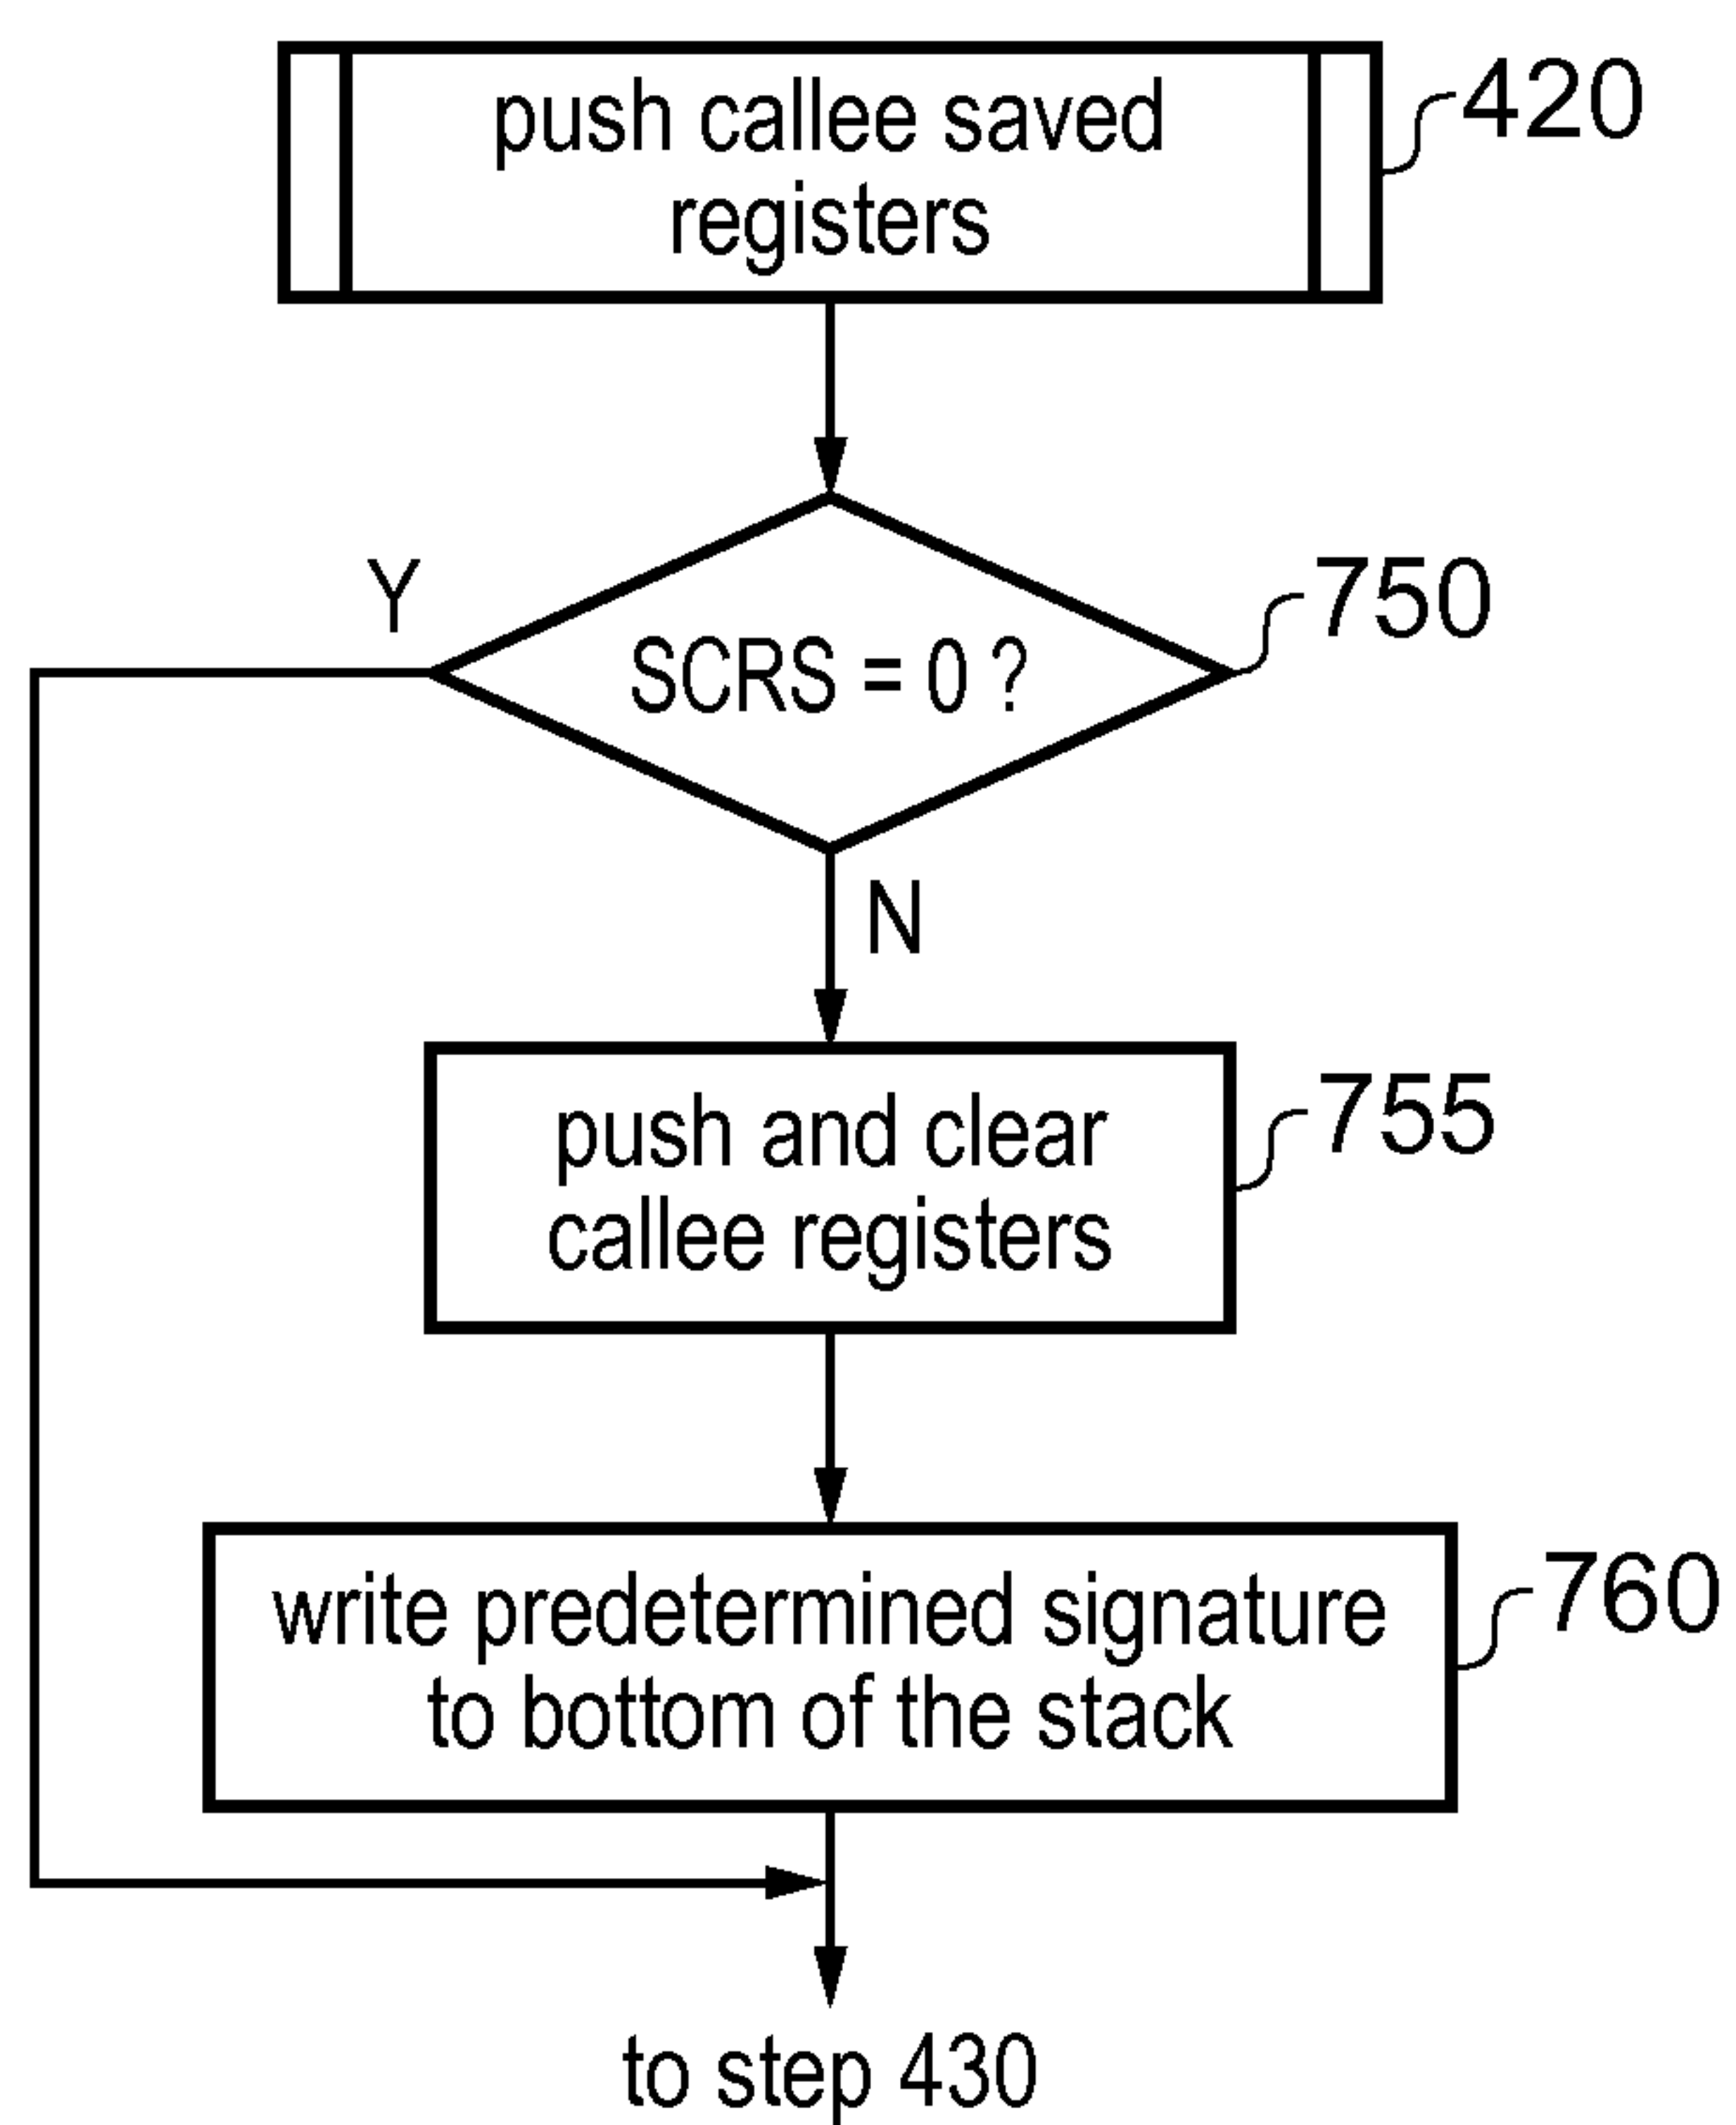 push callee saved
registers
420
Y
SCRS = 0 ?
750
N
push and clear
callee registers
755
write predetermined signature
to bottom of the stack
760
to step 430